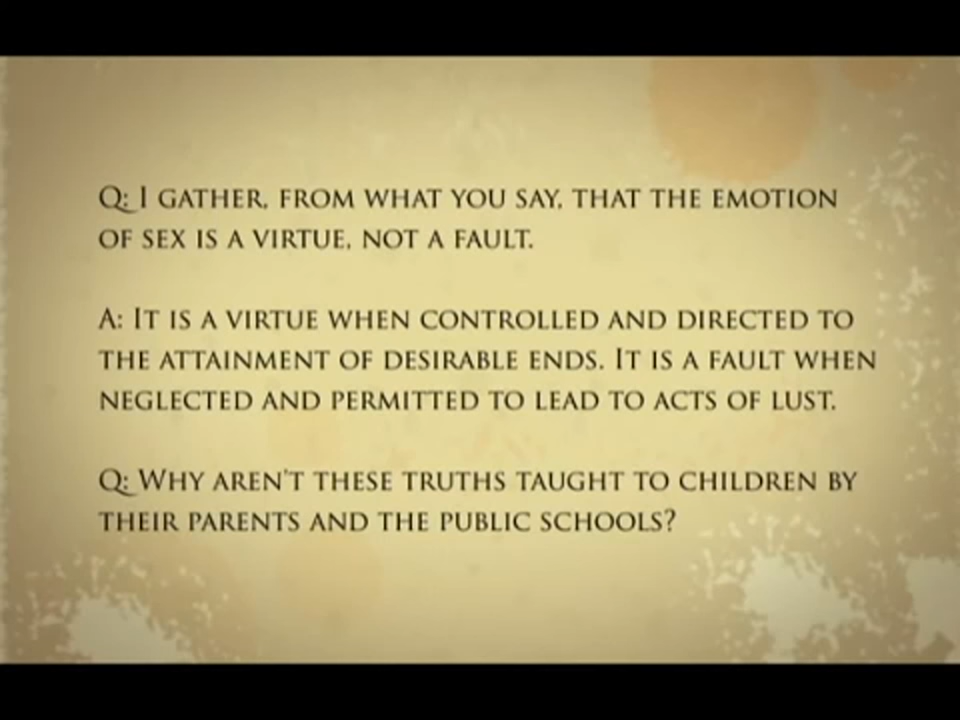 Q: I GATHER, FROM WHAT YOU SAY, THAT THE EMOTION
OF SEX IS A VIRTUE, NOT A FAULT.
A: IT IS A VIRTUE WHEN CONTROLLED AND DIRECTED TO
THE ATTAINMENT OF DESIRABLE ENDS. IT IS A FAULT WHEN
NEGLECTED AND PERMITTED TO LEAD TO ACTS OF LUST.
Q: WHY AREN'T THESE TRUTHS TAUGHT TO CHILDREN BY
THEIR PARENTS AND THE PUBLIC SCHOOLS?